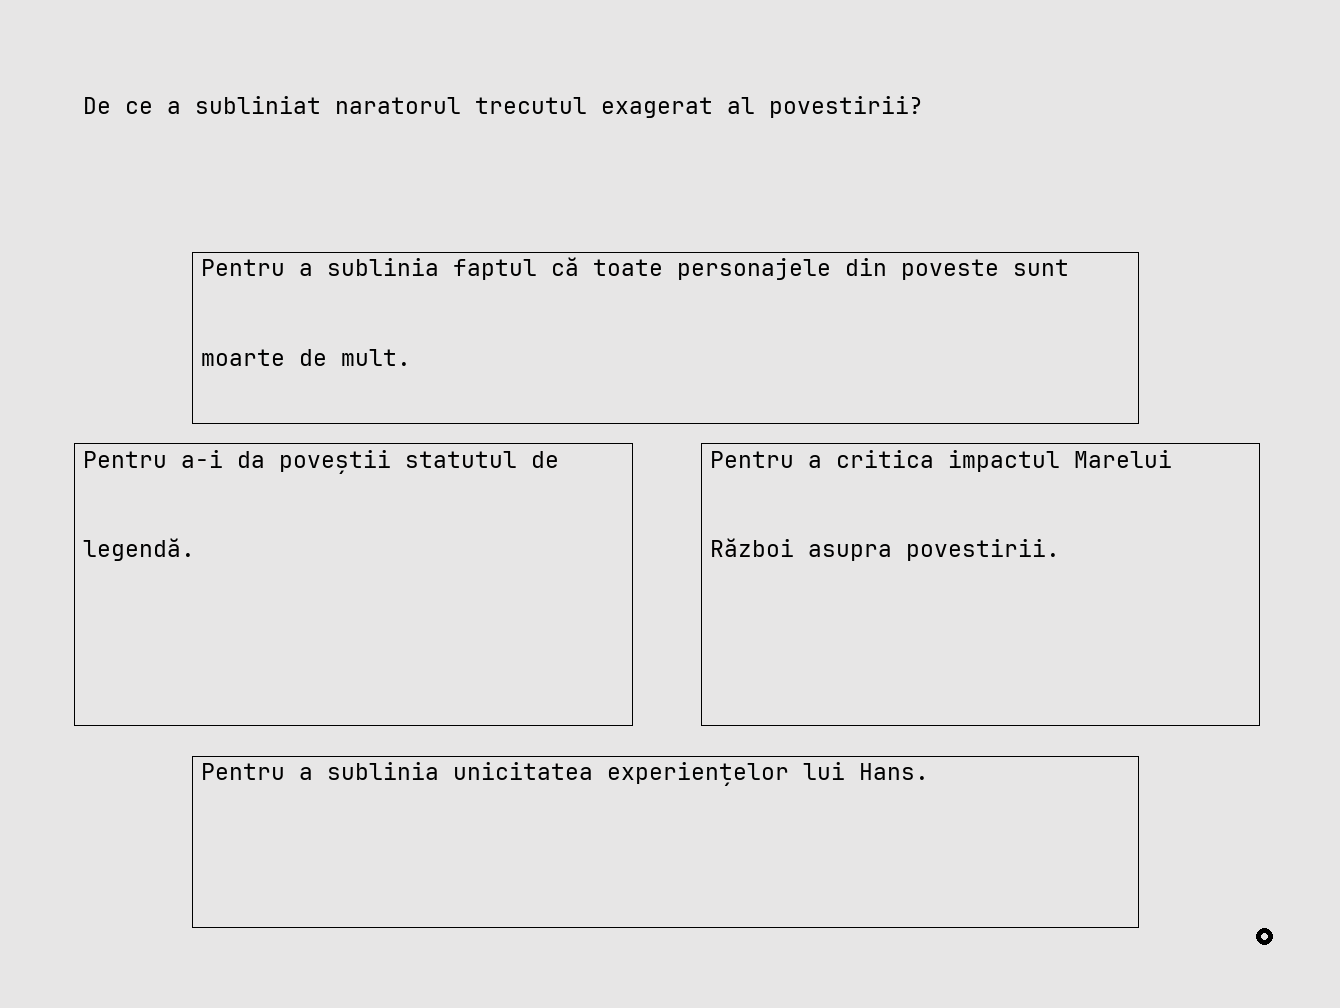 De ce a subliniat naratorul trecutul exagerat al povestirii?
Pentru a sublinia faptul că toate personajele din poveste sunt
moarte de mult.
Pentru a-i da poveștii statutul de
legendă.
Pentru a critica impactul Marelui
Război asupra povestirii.
Pentru a sublinia unicitatea experiențelor lui Hans.